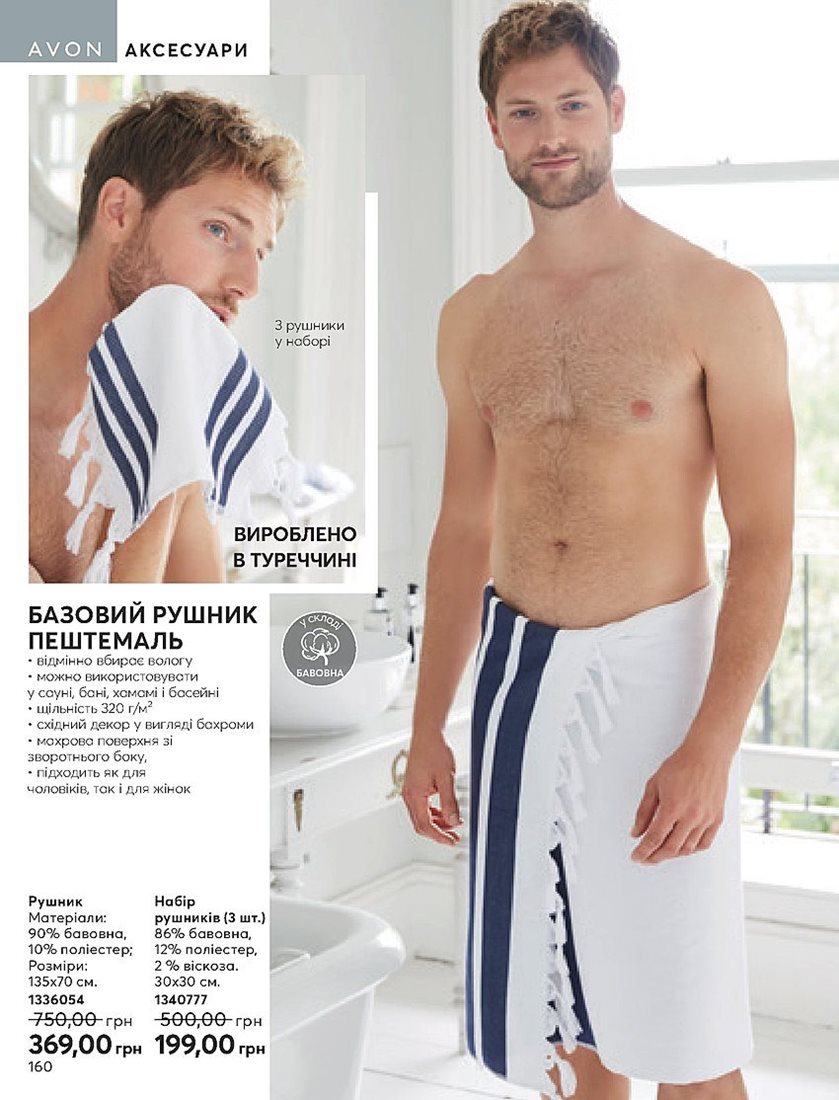 AVON АКСЕСУАРИ
3 рушники
у наборі
ВИРОБЛЕНО
В ТУРЕЧЧИНІ
БАЗОВИЙ РУШНИК
ПЕШТЕМАЛЬ
• відмінно вбирає вологу
• можно використовувати
у сауні, бані, хамамі і басейні
• щільність 320 г/м²
• східний декор у вигляді бахроми
• махрова поверхня зі
зворотнього боку,
• підходить як для
чоловіків, так і для жінок
у складі
БАВОВНА
Рушник
Матеріали:
90% бавовна,
10% поліестер;
Розміри:
135x70 см.
1336054
750,00 грн
369,00 грн
Набір
рушників (3 шт.)
86% бавовна,
12% поліестер,
2 % віскоза.
30x30 см.
1340777
500,00 грн
199,00 грн
160